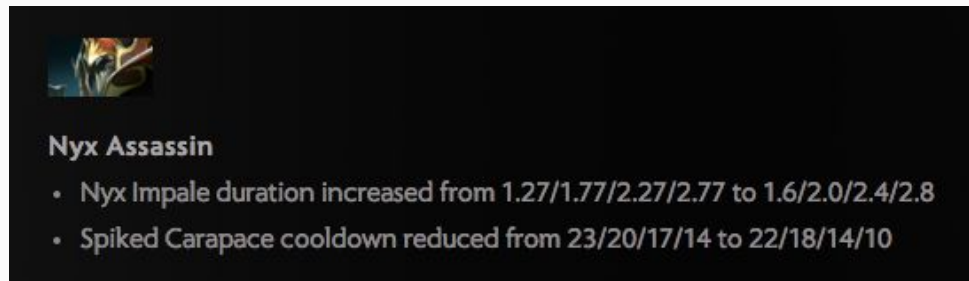 Nyx Assassin
• Nyx Impale duration increased from 1.27/1.77/2.27/2.77 to 1.6/2.0/2.4/2.8
• Spiked Carapace cooldown reduced from 23/20/17/14 to 22/18/14/10